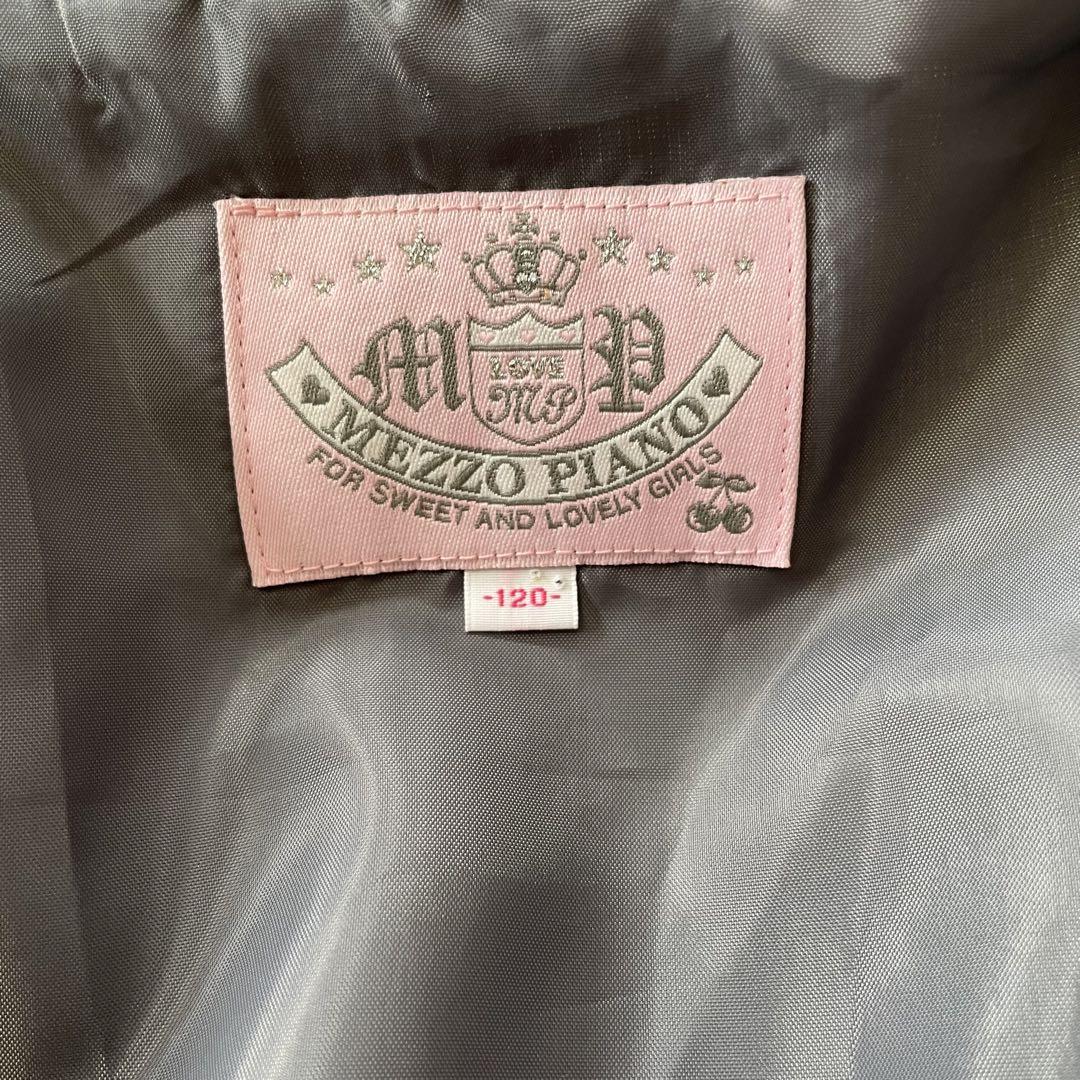 M P
LOVE
MP
MEZZO PIANO
FOR SWEET AND LOVELY GIRLS
-120-